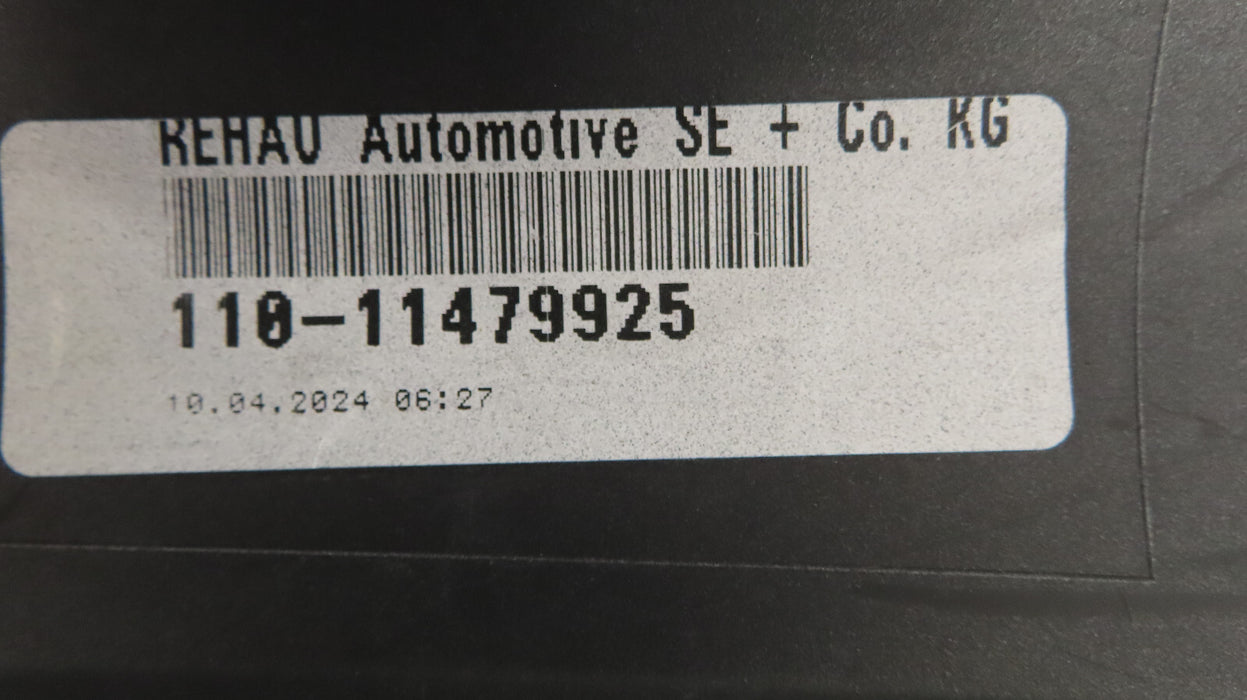 REHAU Automotive SE + Co. KG
110-11479925
10.04.2024 06:27